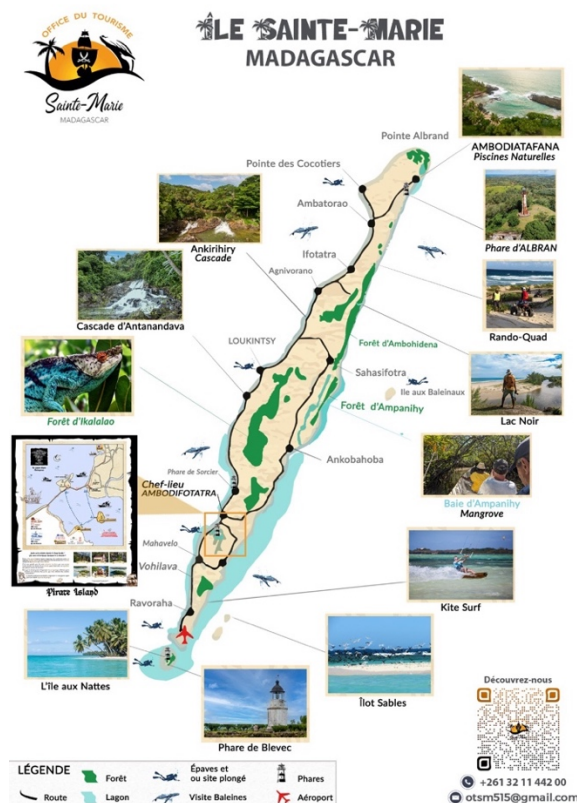 OFFICE DU TOURISME
Sainte-Marie
MADAGASCAR
ÎLE SAINTE-MARIE
MADAGASCAR
Pointe Albrand
AMBODIATAFANA
Piscines Naturelles
Pointe des Cocotiers
Ambatorao
Phare d'ALBRAN
Ankirihiry
Cascade
Ifotatra
Agnivorano
Rando-Quad
Cascade d'Antanandava
LOUKINTSY
Forêt d'Ambohidena
Sahasifotra
Ile aux Baleinaux
Lac Noir
Forêt d'Ikalalao
Forêt d'Ampanihy
Phare de Sorcier
Ankobahoba
Chef-lieu
AMBODIFOTATRA
Baie d'Ampanihy
Mangrove
Pirate Island
Mahavelo
Vohilava
Kite Surf
Ravoraha
L'île aux Nattes
Phare de Blevec
Îlot Sables
Découvrez-nous
LÉGENDE
Forêt
Épaves et
ou site plongé
Phares
Route
Lagon
Visite Baleines
Aéroport
+261 32 11 442 00
otsm515@gmail.com